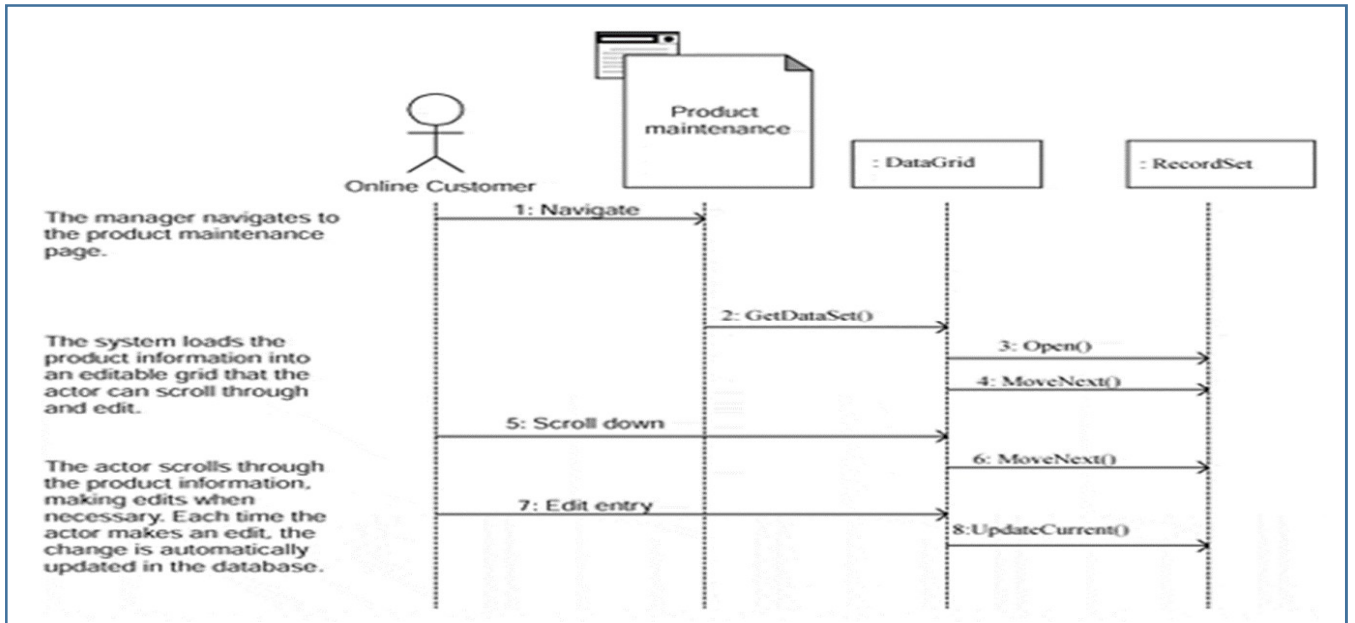 Product
maintenance
: DataGrid
: RecordSet
Online Customer
The manager navigates to
the product maintenance
page.
1: Navigate
2: GetDataSet()
The system loads the
product information into
an editable grid that the
actor can scroll through
and edit.
3: Open()
4: MoveNext()
5: Scroll down
The actor scrolls through
the product information,
making edits when
necessary. Each time the
actor makes an edit, the
change is automatically
updated in the database.
6: MoveNext()
7: Edit entry
8:UpdateCurrent()